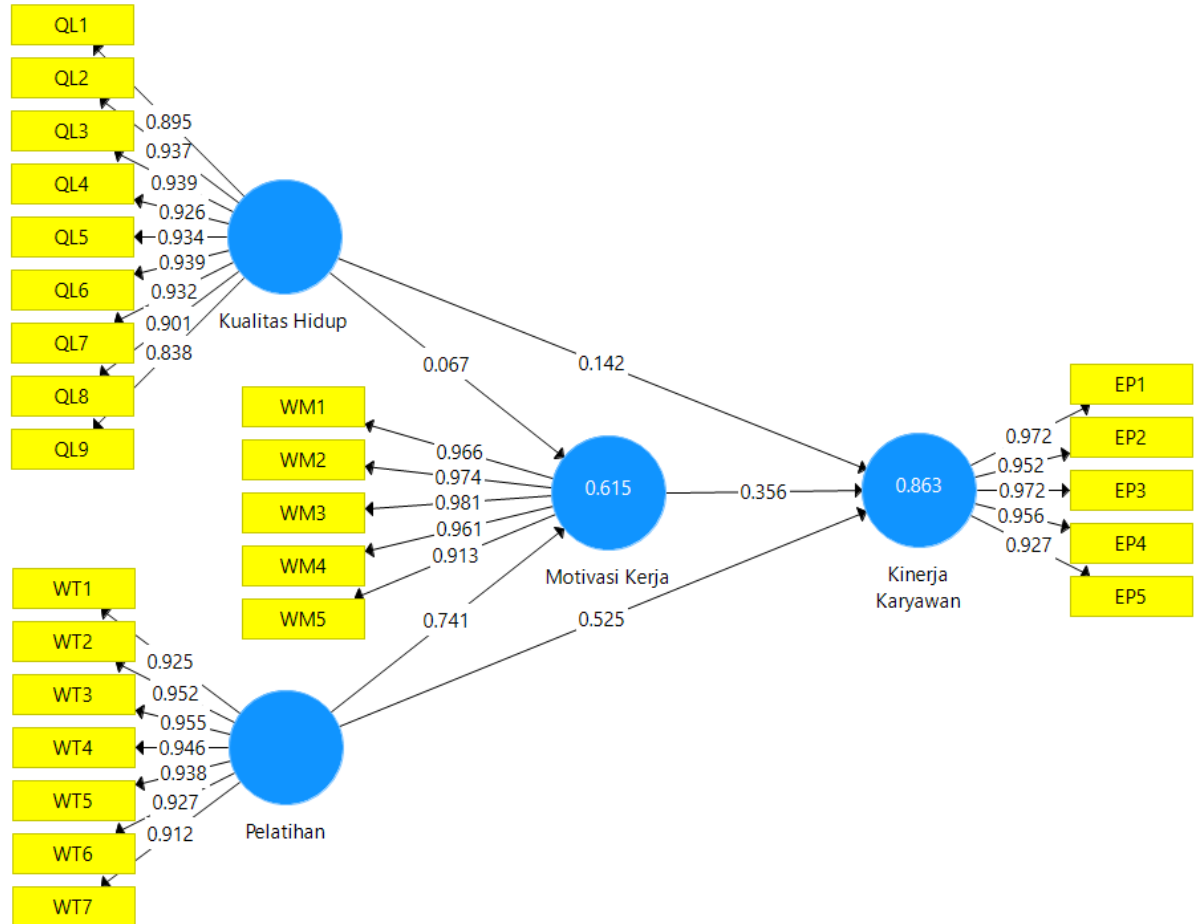 QL1
QL2
QL3
QL4
QL5
QL6
QL7
QL8
QL9
0.895
0.937
0.939
0.926
0.934
0.939
0.932
0.901
0.838
Kualitas Hidup
0.067
0.142
WM1
WM2
WM3
WM4
WM5
0.966
0.974
0.981
0.961
0.913
0.615
Motivasi Kerja
0.356
0.863
Kinerja
Karyawan
0.972
0.952
0.972
0.956
0.927
EP1
EP2
EP3
EP4
EP5
0.741
0.525
WT1
WT2
WT3
WT4
WT5
WT6
WT7
0.925
0.952
0.955
0.946
0.938
0.927
0.912
Pelatihan